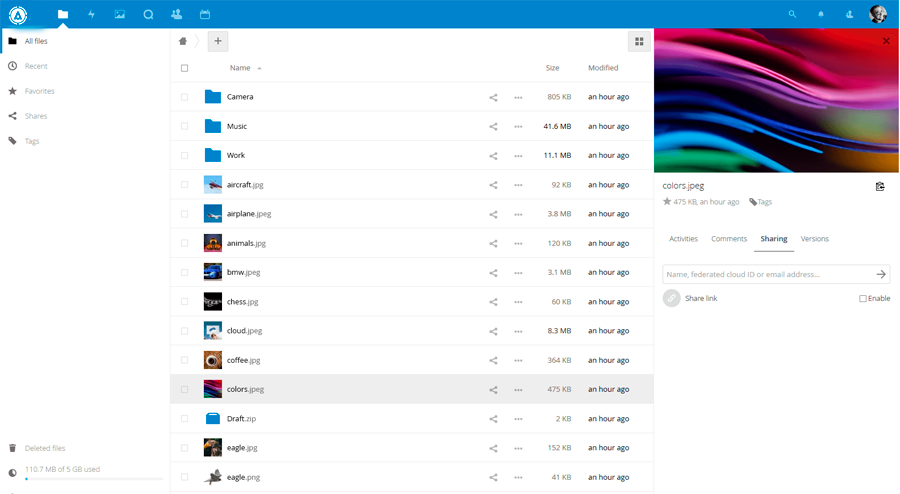 All files
Recent
Favorites
Shares
Tags
Deleted files
110.7 MB of 5 GB used
+
Name Size Modified
Camera 805 KB an hour ago
Music 41.6 MB an hour ago
Work 11.1 MB an hour ago
aircraft.jpg 92 KB an hour ago
airplane.jpeg 3.8 MB an hour ago
animals.jpg 120 KB an hour ago
bmw.jpeg 3.1 MB an hour ago
chess.jpg 60 KB an hour ago
cloud.jpeg 8.3 MB an hour ago
coffee.jpg 364 KB an hour ago
colors.jpeg 475 KB an hour ago
Draft.zip 2 KB an hour ago
eagle.jpg 152 KB an hour ago
eagle.png 41 KB an hour ago
colors.jpeg
475 KB, an hour ago Tags
Activities Comments Sharing Versions
Name, federated cloud ID or email address...
Share link Enable